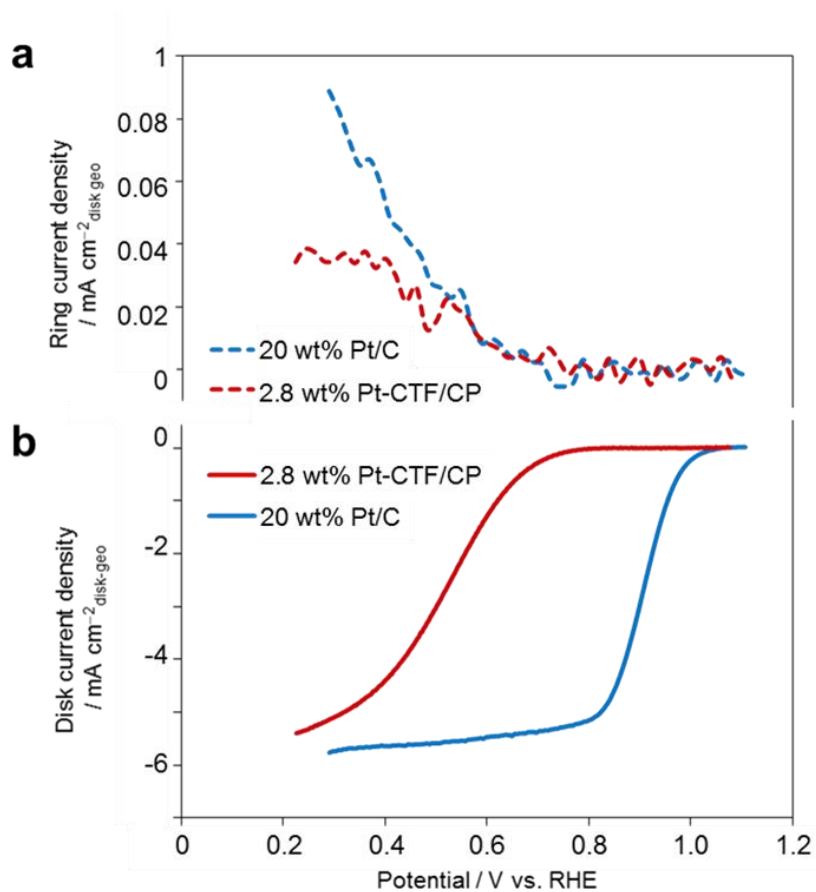 a
1
0.08
0.06
0.04
0.02
0
Ring current density
/ mA cm⁻²disk geo
20 wt% Pt/C
2.8 wt% Pt-CTF/CP
b
0
-2
-4
-6
Disk current density
/ mA cm⁻²disk-geo
2.8 wt% Pt-CTF/CP
20 wt% Pt/C
0 0.2 0.4 0.6 0.8 1.0 1.2
Potential / V vs. RHE